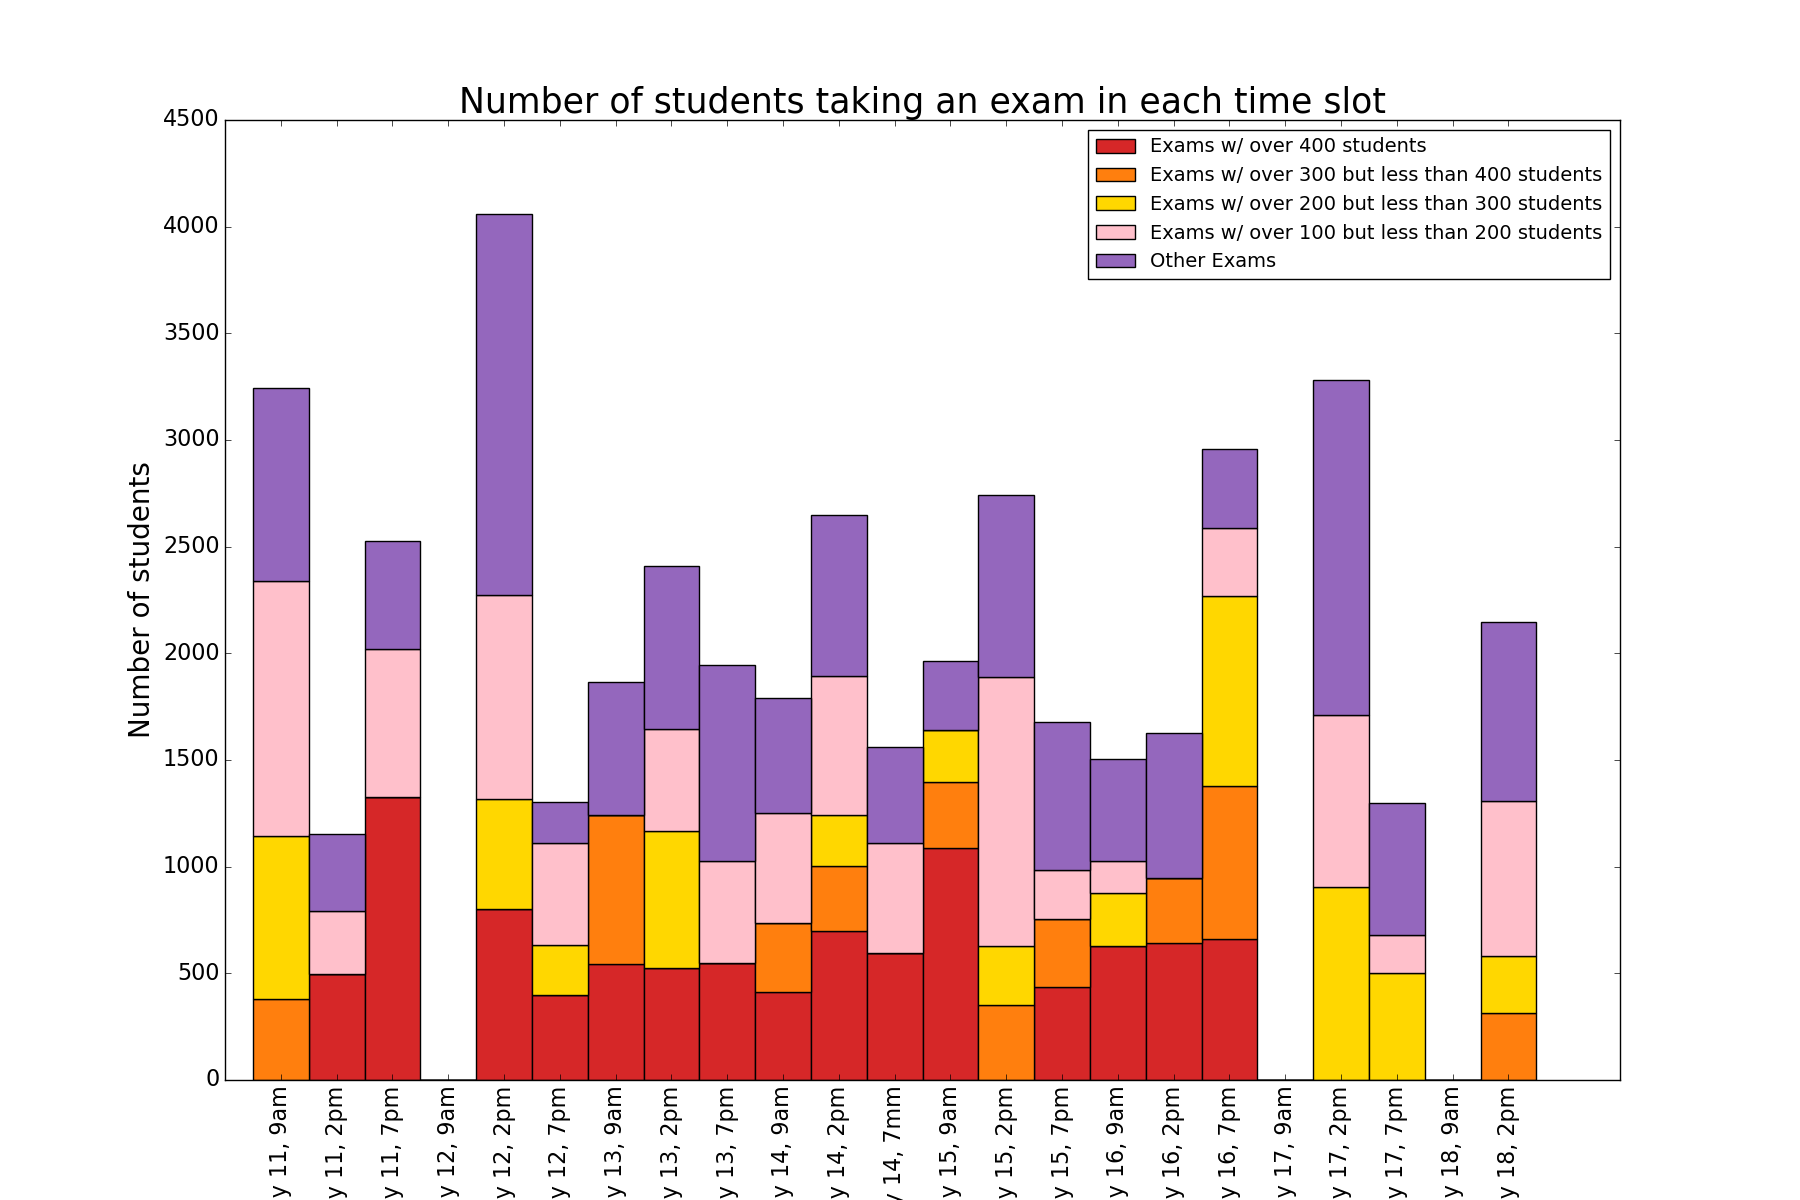 Number of students taking an exam in each time slot
Number of students
4500
4000
3500
3000
2500
2000
1500
1000
500
0
Exams w/ over 400 students
Exams w/ over 300 but less than 400 students
Exams w/ over 200 but less than 300 students
Exams w/ over 100 but less than 200 students
Other Exams
y 11, 9am
y 11, 2pm
y 11, 7pm
y 12, 9am
y 12, 2pm
y 12, 7pm
y 13, 9am
y 13, 2pm
y 13, 7pm
y 14, 9am
y 14, 2pm
y 14, 7mm
y 15, 9am
y 15, 2pm
y 15, 7pm
y 16, 9am
y 16, 2pm
y 16, 7pm
y 17, 9am
y 17, 2pm
y 17, 7pm
y 18, 9am
y 18, 2pm